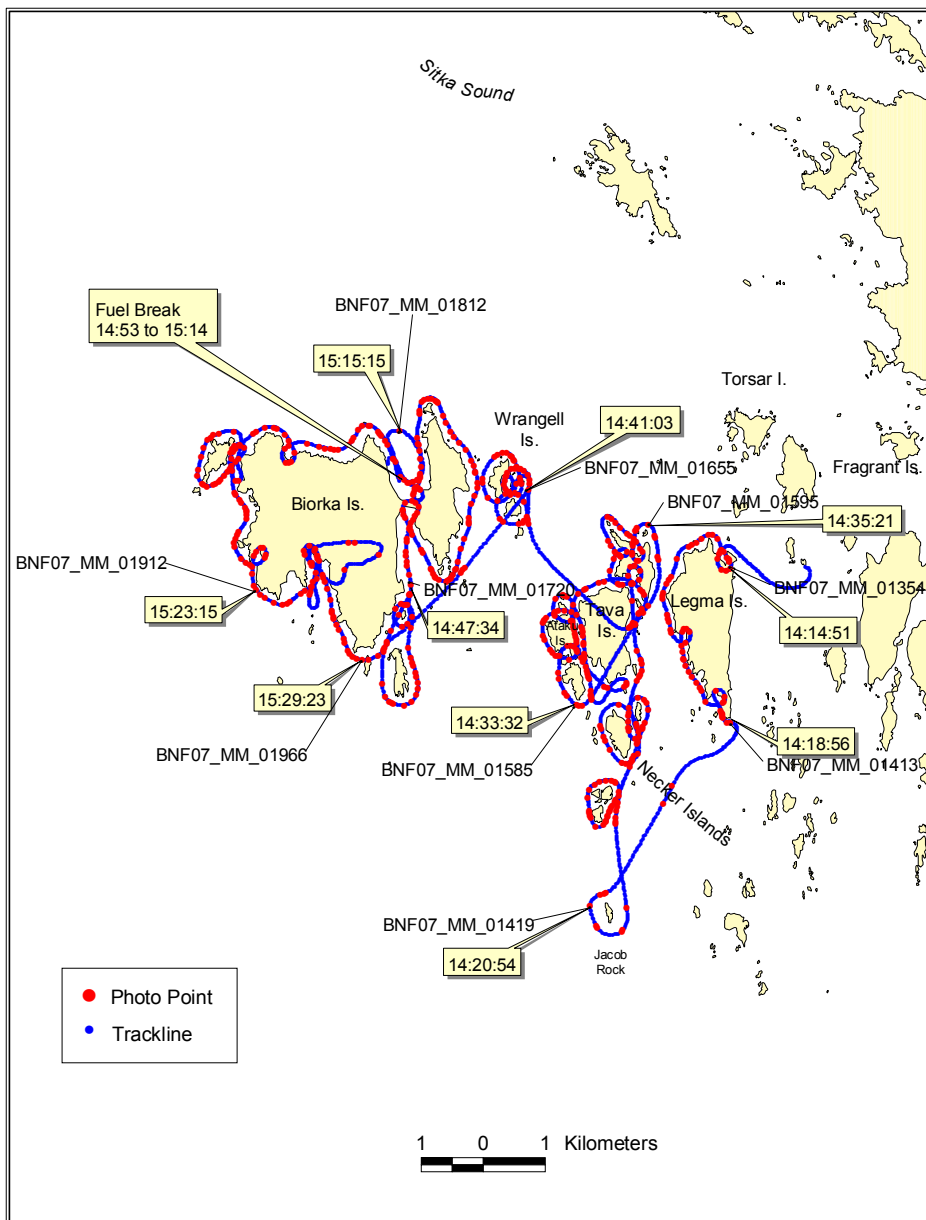 Sitka Sound
BNF07_MM_01812
Fuel Break
14:53 to 15:14
15:15:15
Torsar I.
Wrangell
Is.
14:41:03
BNF07_MM_01655
Fragrant Is.
BNF07_MM_01595
14:35:21
Biorka Is.
BNF07_MM_01912
15:23:15
BNF07_MM_01720
BNF07_MM_01354
Legma Is.
Tava
Is.
Atak
Is.
14:47:34
14:14:51
15:29:23
14:33:32
14:18:56
BNF07_MM_01966
BNF07_MM_01585
BNF07_MM_01413
Necker Islands
BNF07_MM_01419
14:20:54
Jacob
Rock
Photo Point
Trackline
1 0 1 Kilometers